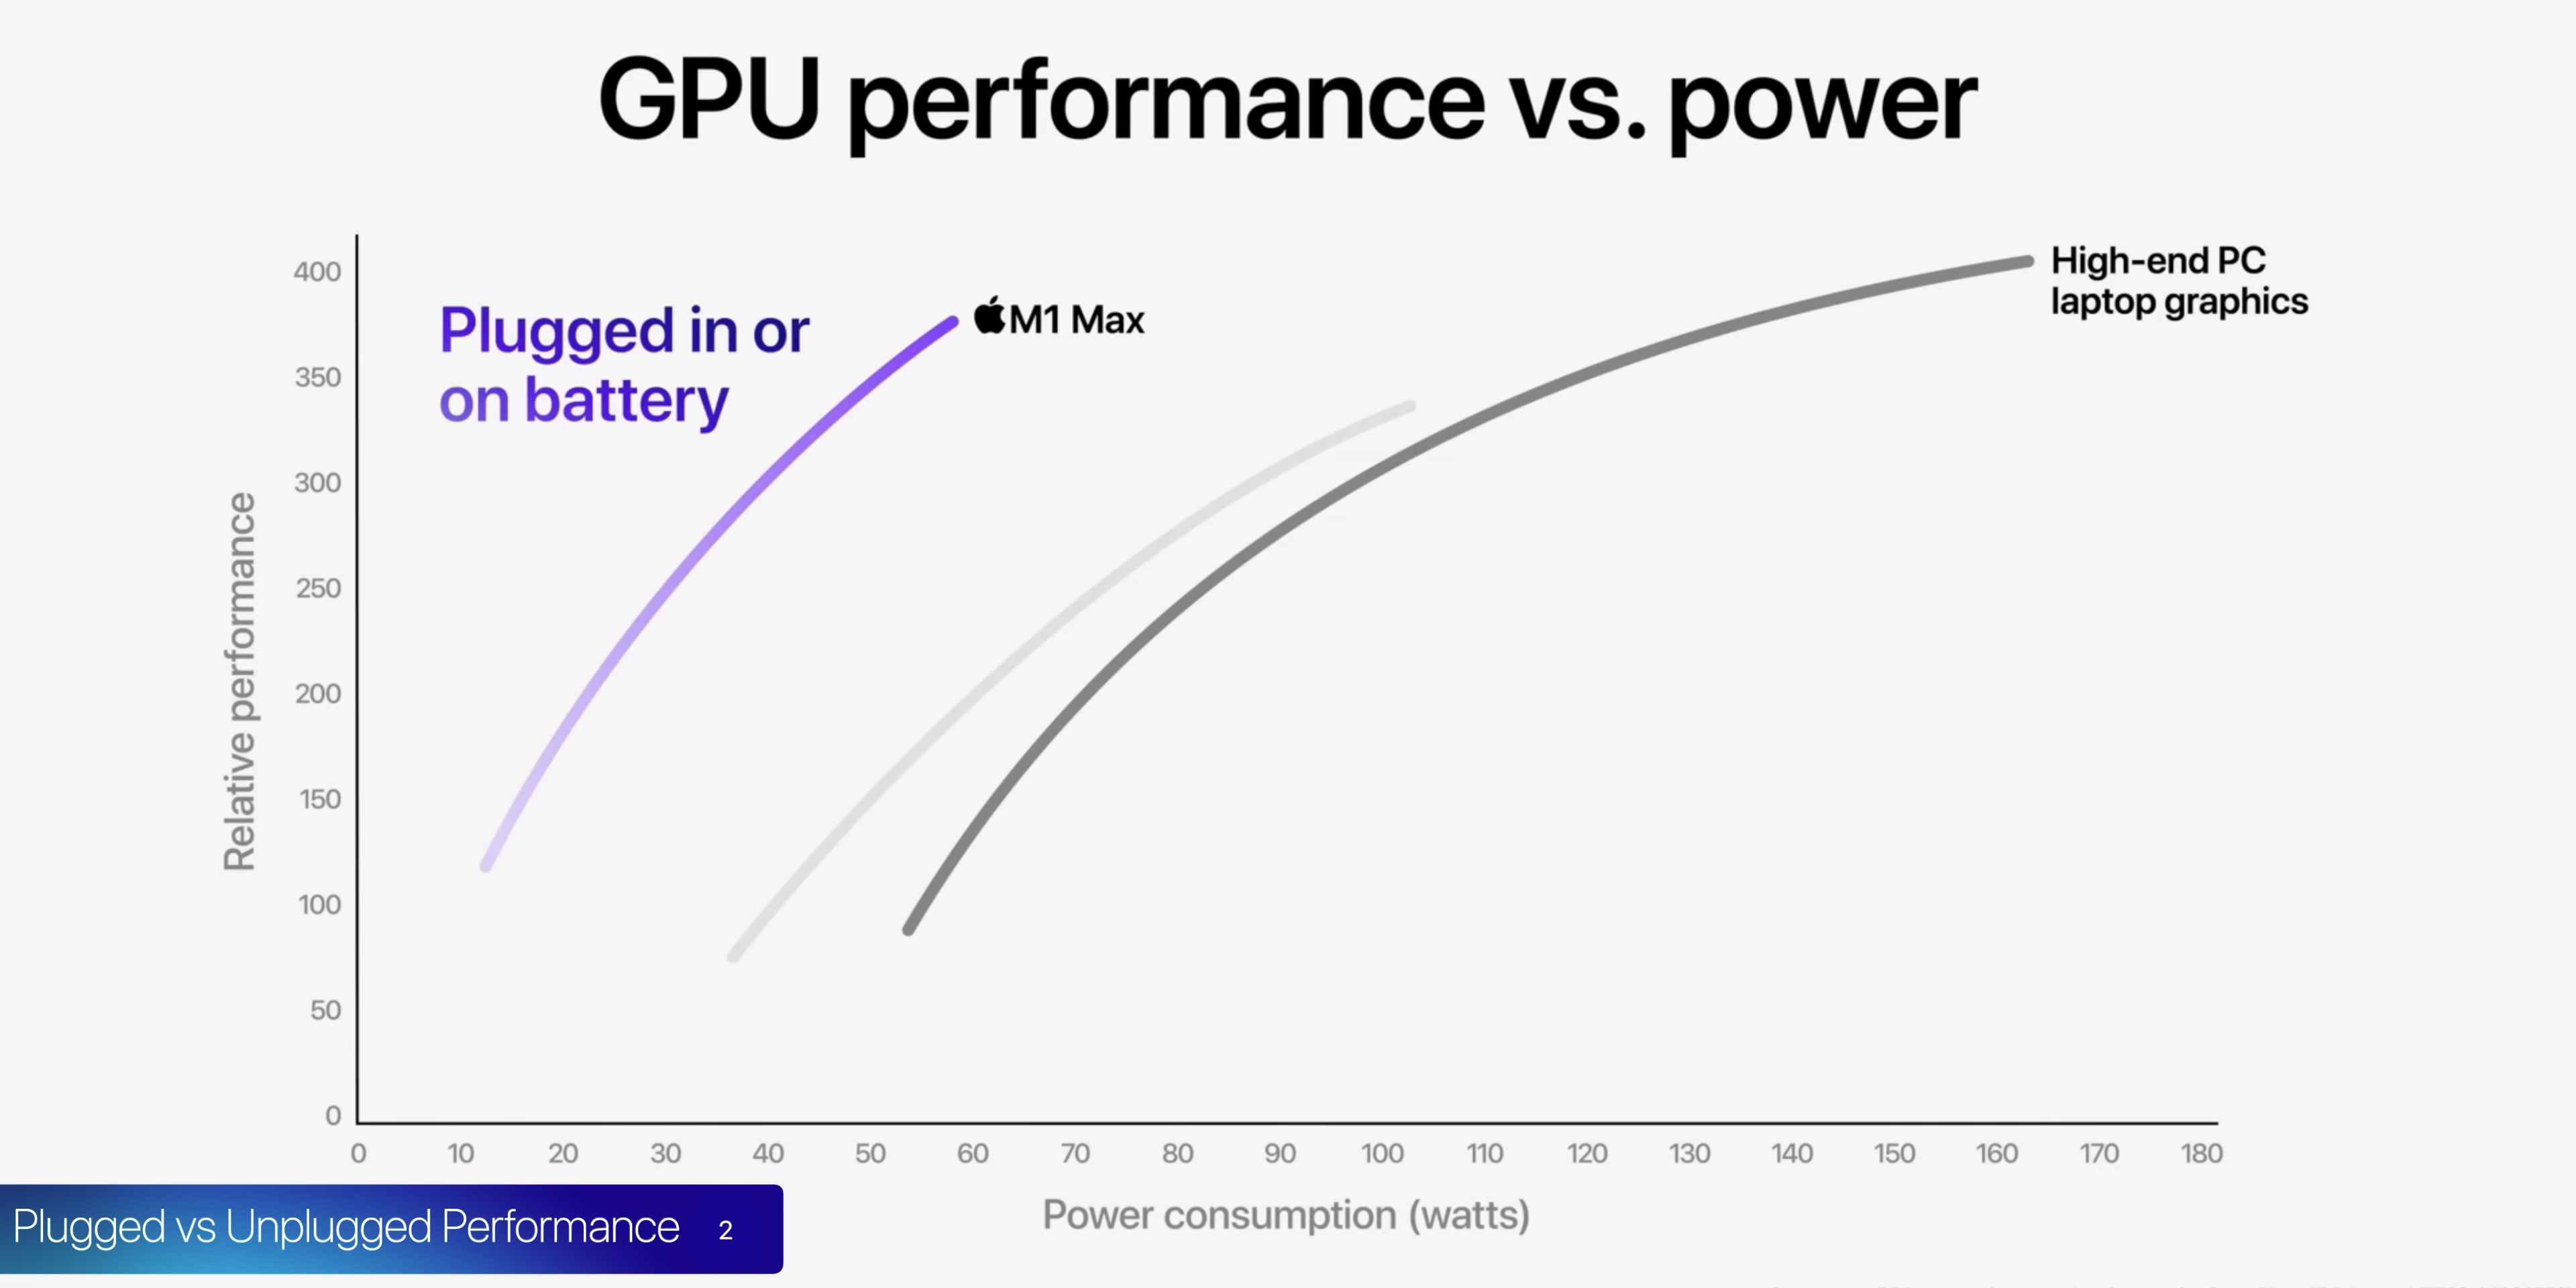 GPU performance vs. power
Plugged in or
on battery
M1 Max
High-end PC
laptop graphics
Relative performance
400
350
300
250
200
150
100
50
0
0 10 20 30 40 50 60 70 80 90 100 110 120 130 140 150 160 170 180
Power consumption (watts)
Plugged vs Unplugged Performance 2